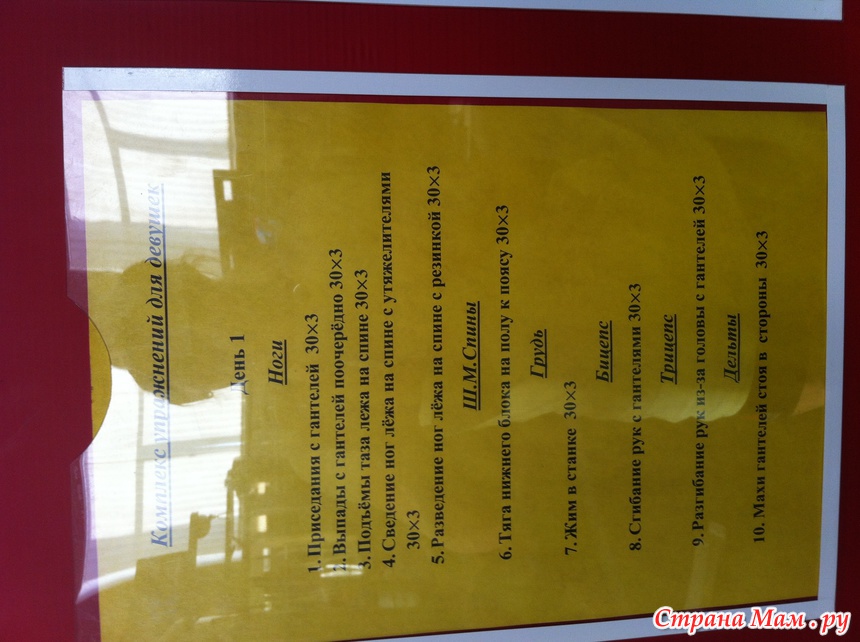 Комплекс упражнений для девушек
День 1
Ноги
1. Приседания с гантелей 30×3
2. Выпады с гантелей поочерёдно 30×3
3. Подъёмы таза лежа на спине 30×3
4. Сведение ног лёжа на спине с утяжелителями
30×3
5. Разведение ног лёжа на спине с резинкой 30×3
Ш.М.Спины
6. Тяга нижнего блока на полу к поясу 30×3
Грудь
7. Жим в станке 30×3
Бицепс
8. Сгибание рук с гантелями 30×3
Трицепс
9. Разгибание рук из-за головы с гантелей 30×3
Дельты
10. Махи гантелей стоя в стороны 30×3
Страна Мам.ру